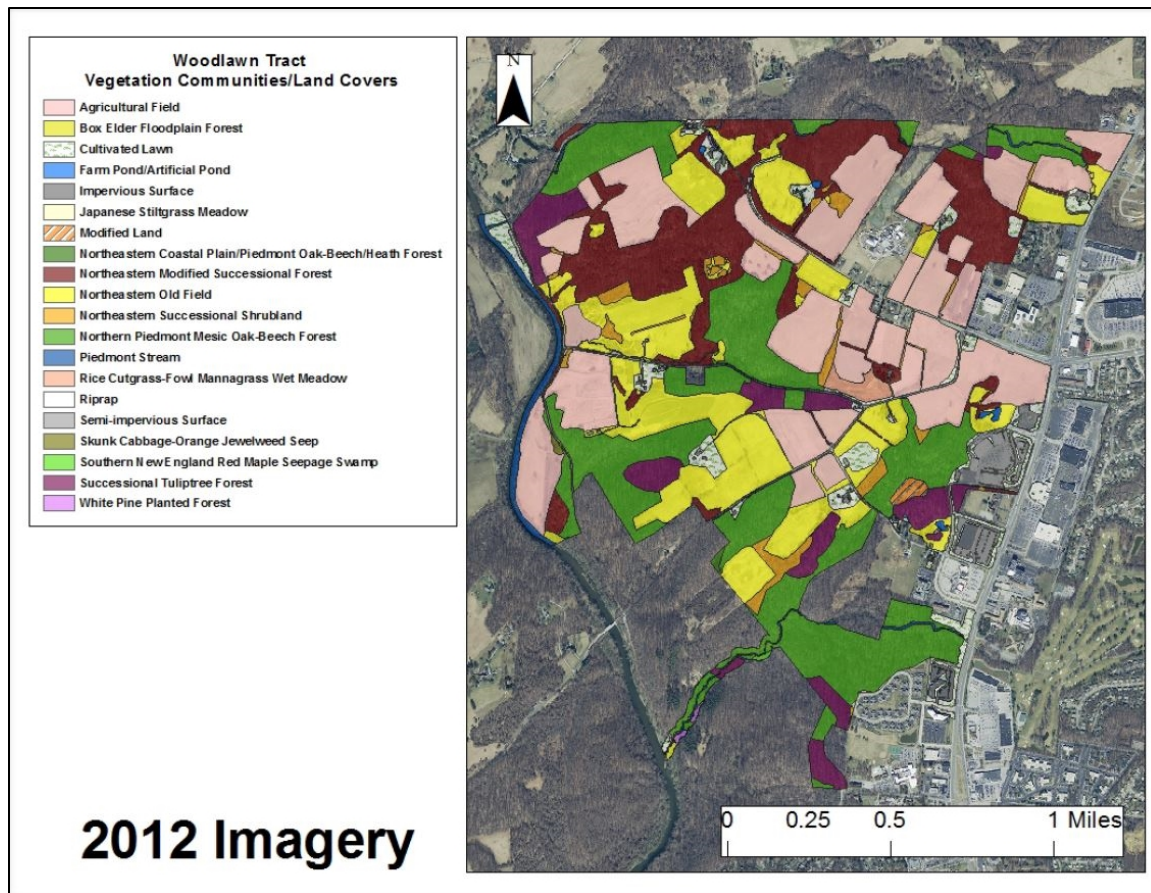 Woodlawn Tract
Vegetation Communities/Land Covers
Agricultural Field
Box Elder Floodplain Forest
Cultivated Lawn
Farm Pond/Artificial Pond
Impervious Surface
Japanese Stiltgrass Meadow
Modified Land
Northeastern Coastal Plain/Piedmont Oak-Beech/Heath Forest
Northeastern Modified Successional Forest
Northeastern Old Field
Northeastern Successional Shrubland
Northern Piedmont Mesic Oak-Beech Forest
Piedmont Stream
Rice Cutgrass-Fowl Mannagrass Wet Meadow
Riprap
Semi-impervious Surface
Skunk Cabbage-Orange Jewelweed Seep
Southern New England Red Maple Seepage Swamp
Successional Tuliptree Forest
White Pine Planted Forest
N
0 0.25 0.5 1 Miles
2012 Imagery